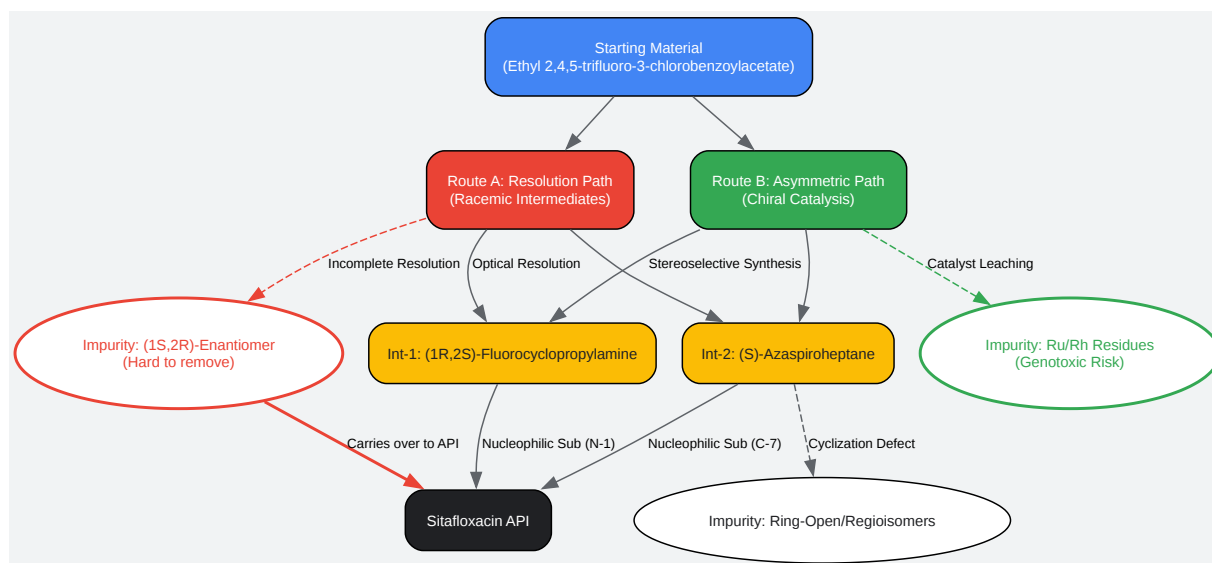 Starting Material
(Ethyl 2,4,5-trifluoro-3-chlorobenzoylacetate)
Route A: Resolution Path
(Racemic Intermediates)
Route B: Asymmetric Path
(Chiral Catalysis)
Incomplete Resolution
Optical Resolution
Stereoselective Synthesis
Catalyst Leaching
Impurity: (1S,2R)-Enantiomer
(Hard to remove)
Int-1: (1R,2S)-Fluorocyclopropylamine
Int-2: (S)-Azaspiroheptane
Impurity: Ru/Rh Residues
(Genotoxic Risk)
Carries over to API
Nucleophilic Sub (N-1)
Nucleophilic Sub (C-7)
Cyclization Defect
Sitafloxacin API
Impurity: Ring-Open/Regioisomers